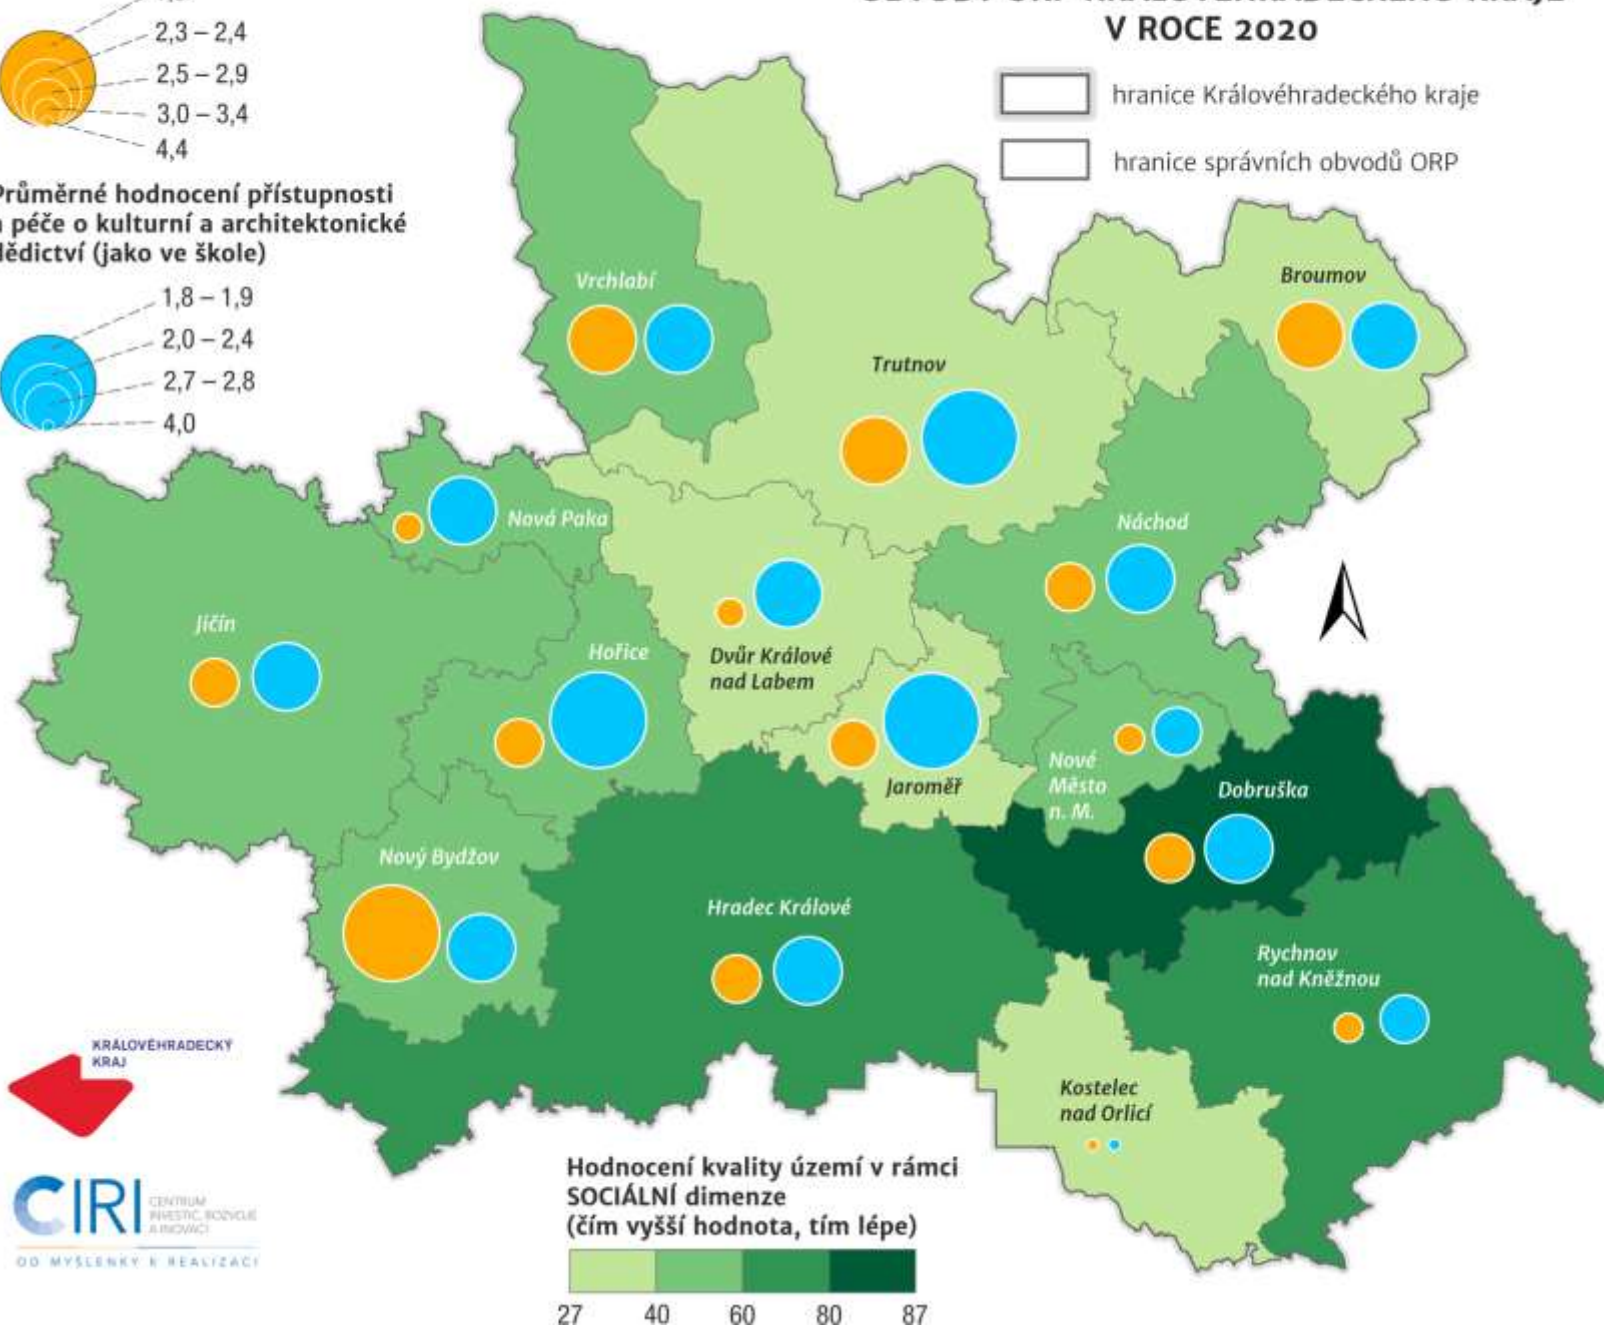 V ROCE 2020
hranice Královéhradeckého kraje
hranice správních obvodů ORP
2,3 – 2,4
2,5 – 2,9
3,0 – 3,4
4,4
Průměrné hodnocení přístupnosti
a péče o kulturní a architektonické
dědictví (jako ve škole)
1,8 – 1,9
2,0 – 2,4
2,7 – 2,8
4,0
Vrchlabí
Broumov
Trutnov
Nová Paka
Náchod
Jičín
Hořice
Dvůr Králové
nad Labem
Jaroměř
Nové
Město
n. M.
Dobruška
Nový Bydžov
Hradec Králové
Rychnov
nad Kněžnou
Kostelec
nad Orlicí
KRÁLOVÉHRADECKÝ
KRAJ
CIRI
CENTRUM
INVESTIC, ROZVOJE
A INOVACÍ
OD MYŠLENKY K REALIZACI
Hodnocení kvality území v rámci
SOCIÁLNÍ dimenze
(čím vyšší hodnota, tím lépe)
27 40 60 80 87